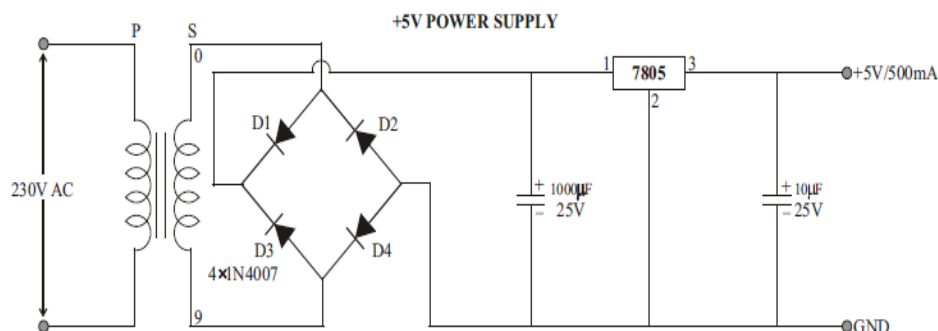 +5V POWER SUPPLY
P
S
0
1
7805
3
+5V/500mA
2
D1
D2
230V AC
+
1000µF
–
25V
+
10µF
–
25V
D3
D4
4×1N4007
9
GND